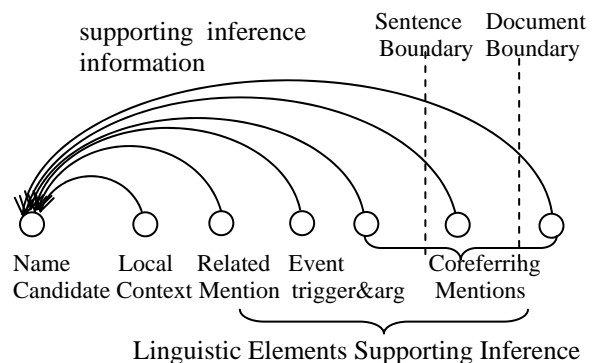 supporting inference
information
Sentence
Boundary
Document
Boundary
Name
Candidate
Local
Context
Related
Mention
Event
trigger&arg
Coreferring
Mentions
Linguistic Elements Supporting Inference